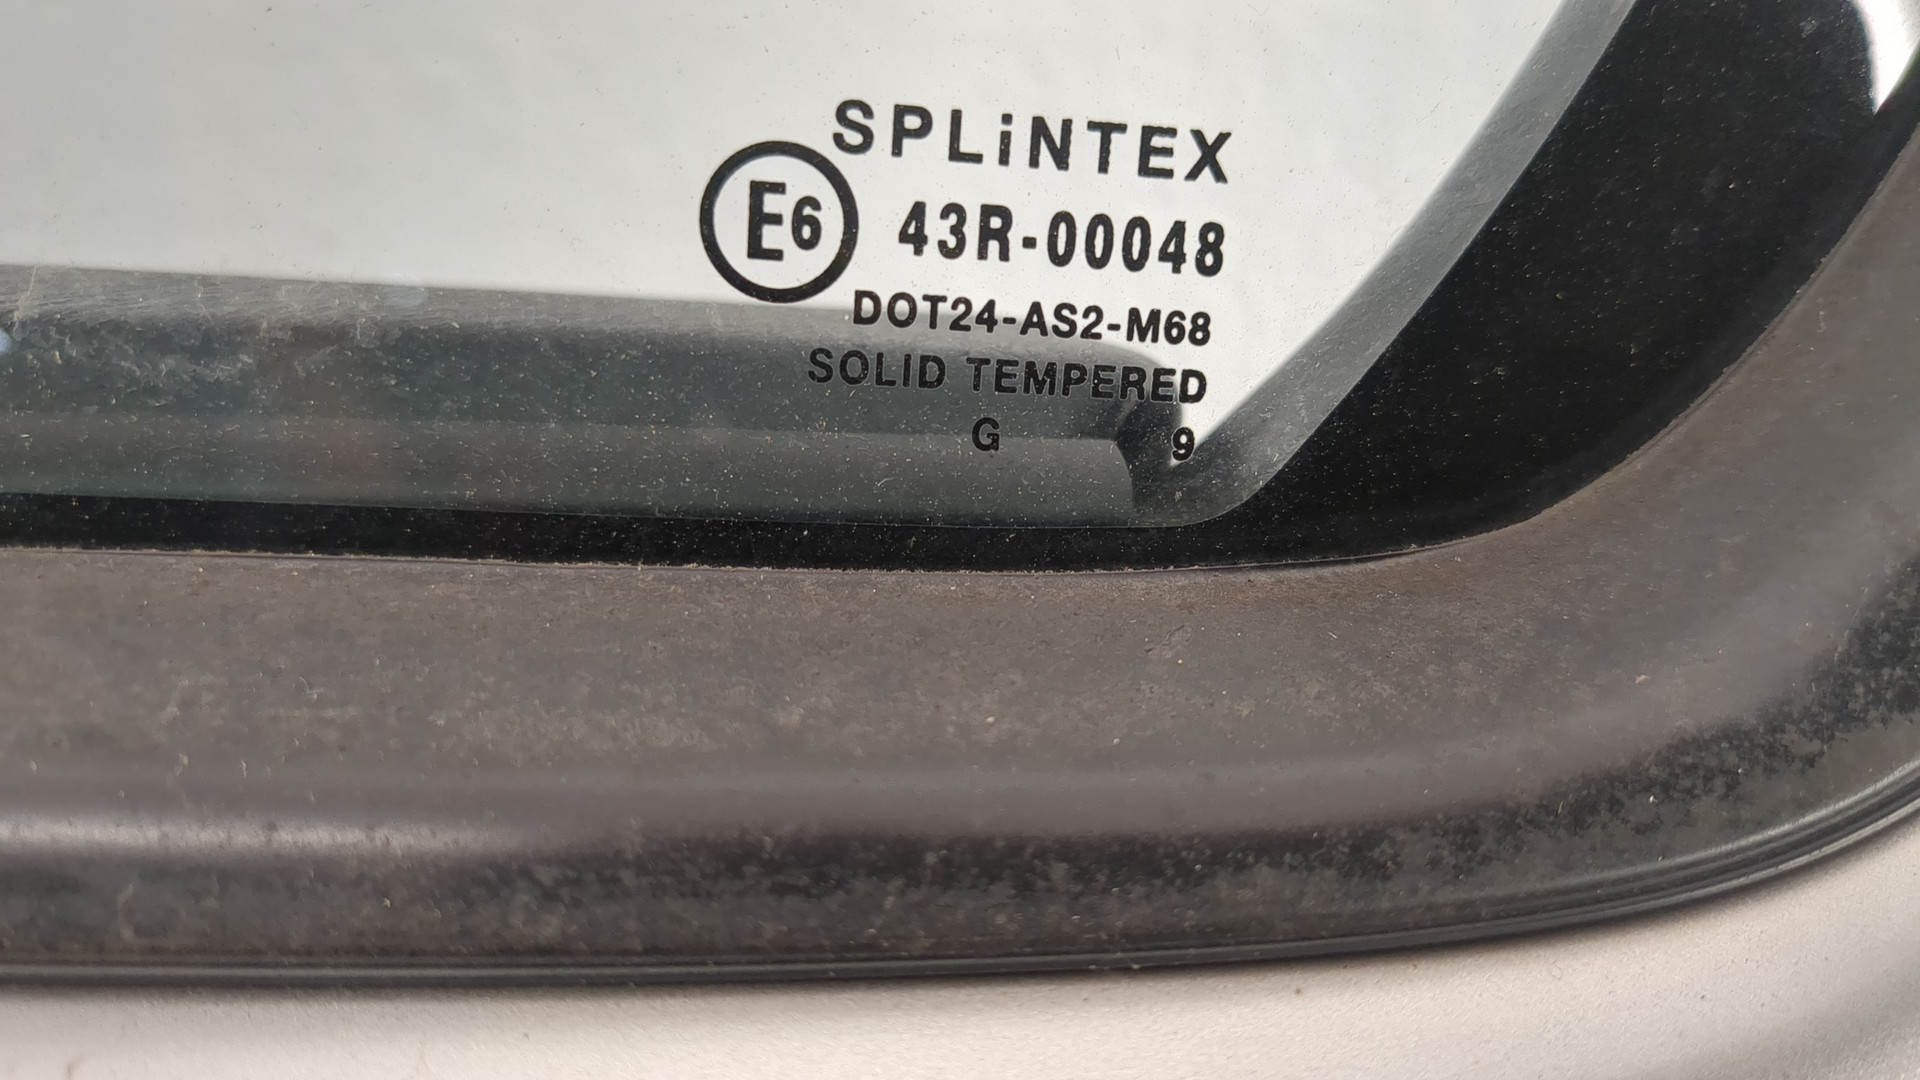 SPLiNTEX
E6 43R-00048
DOT24-AS2-M68
SOLID TEMPERED
G 9